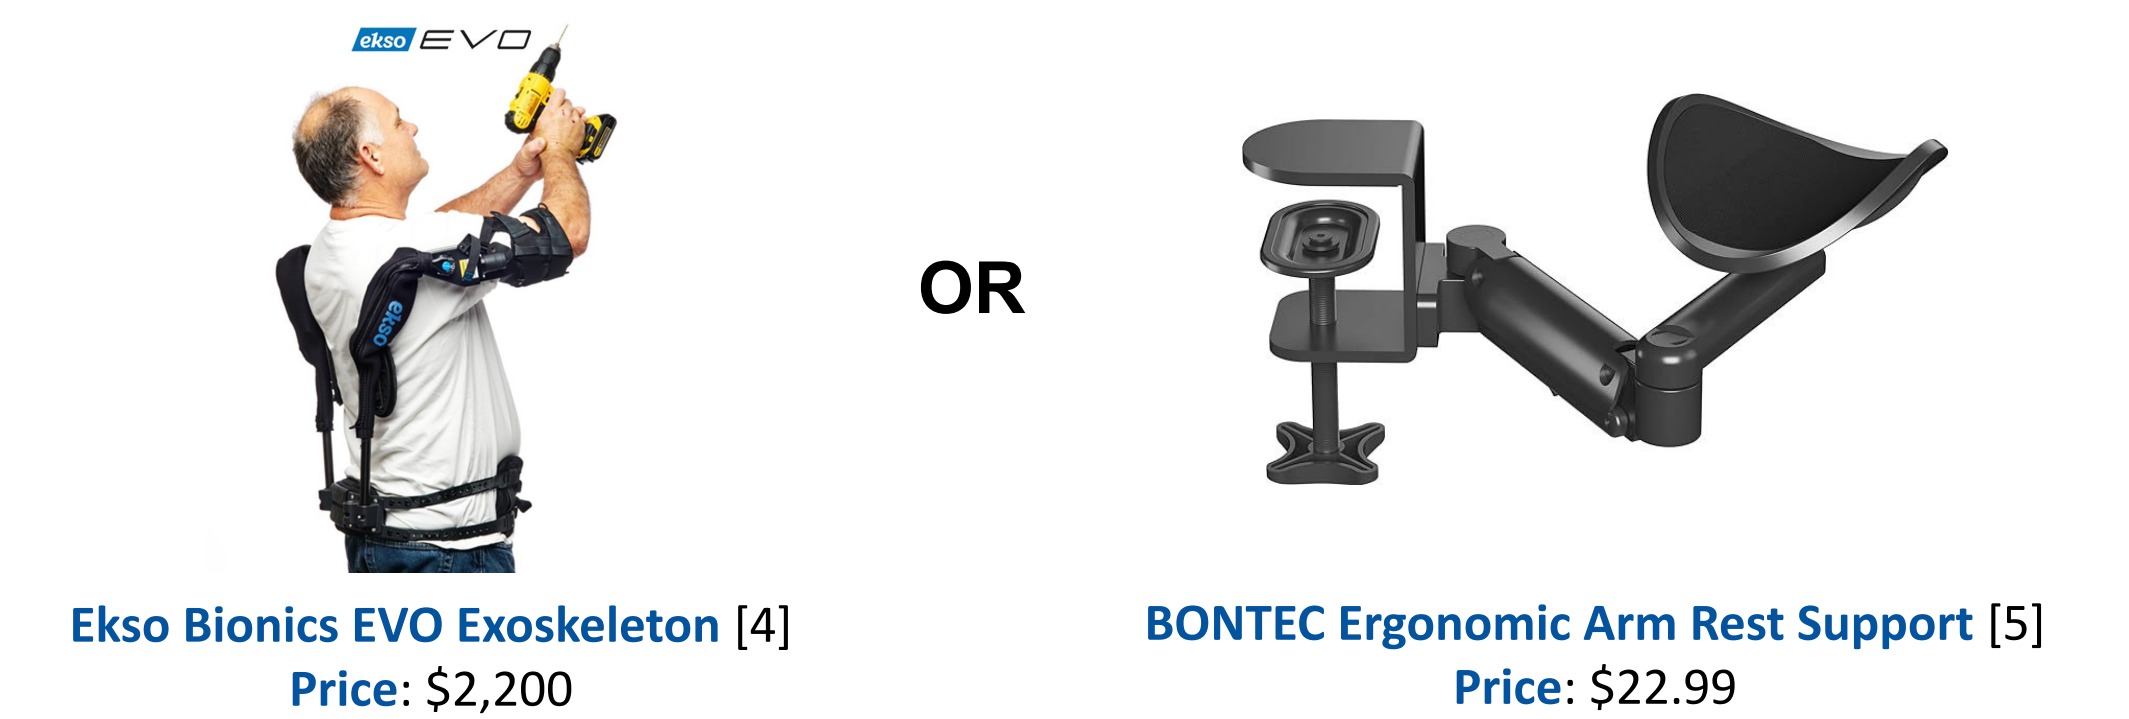 ekso EVO
ekso
OR
Ekso Bionics EVO Exoskeleton [4]
Price: $2,200
BONTEC Ergonomic Arm Rest Support [5]
Price: $22.99